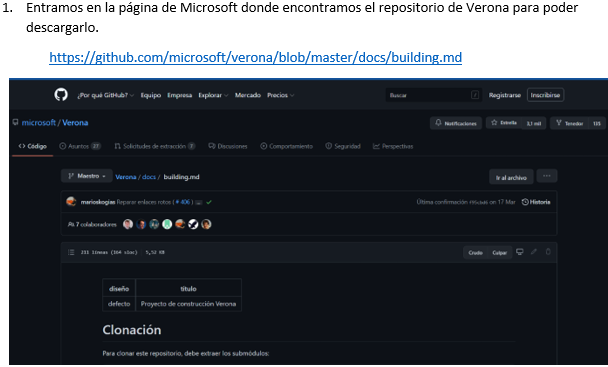 1. Entramos en la página de Microsoft donde encontramos el repositorio de Verona para poder
descargarlo.
https://github.com/microsoft/verona/blob/master/docs/building.md
¿Por qué GitHub? Equipo Empresa Explorar Mercado Precios Buscar / Registrarse Inscribirse
microsoft / Verona Notificaciones Estrella 3,1 mil Tenedor 135
<> Código Asuntos 27 Solicitudes de extracción 7 Discusiones Comportamiento Seguridad Perspectivas
Maestro Verona / docs / building.md Ir al archivo ...
marioskogias Reparar enlaces rotos ( # 406 ) ... Última confirmación en 17 Mar Historia
7 colaboradores
(184 sloc) 5,52 KB Crudo Culpar
diseño título
defecto Proyecto de construcción Verona
Clonación
Para clonar este repositorio, debe extraer los submódulos: